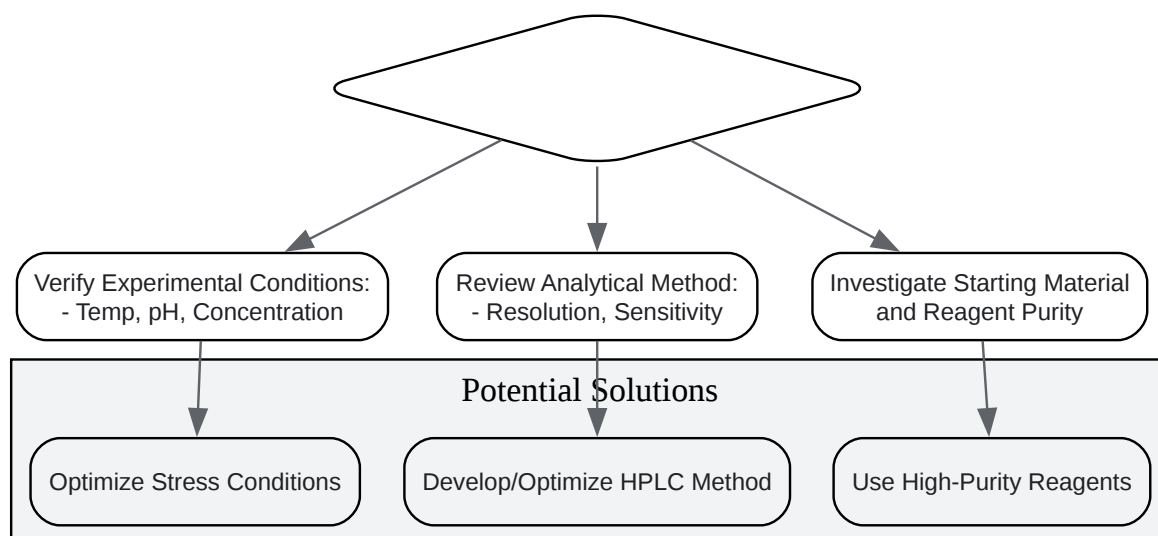 Verify Experimental Conditions:
- Temp, pH, Concentration
Review Analytical Method:
- Resolution, Sensitivity
Investigate Starting Material
and Reagent Purity
Potential Solutions
Optimize Stress Conditions
Develop/Optimize HPLC Method
Use High-Purity Reagents